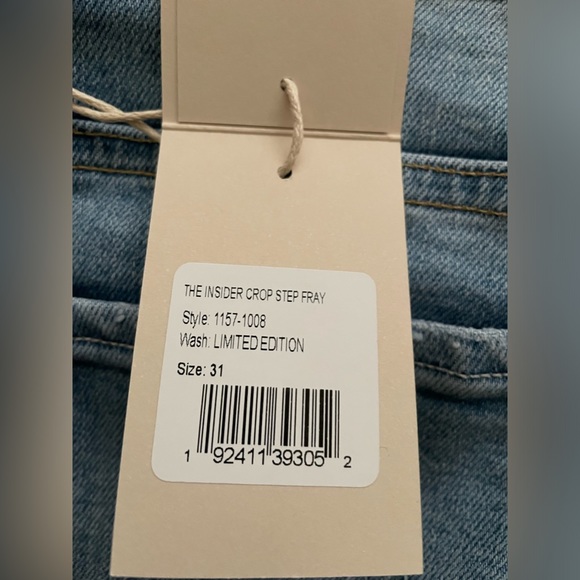 THE INSIDER CROP STEP FRAY
Style: 1157-1008
Wash: LIMITED EDITION
Size: 31
1 92411 39305 2